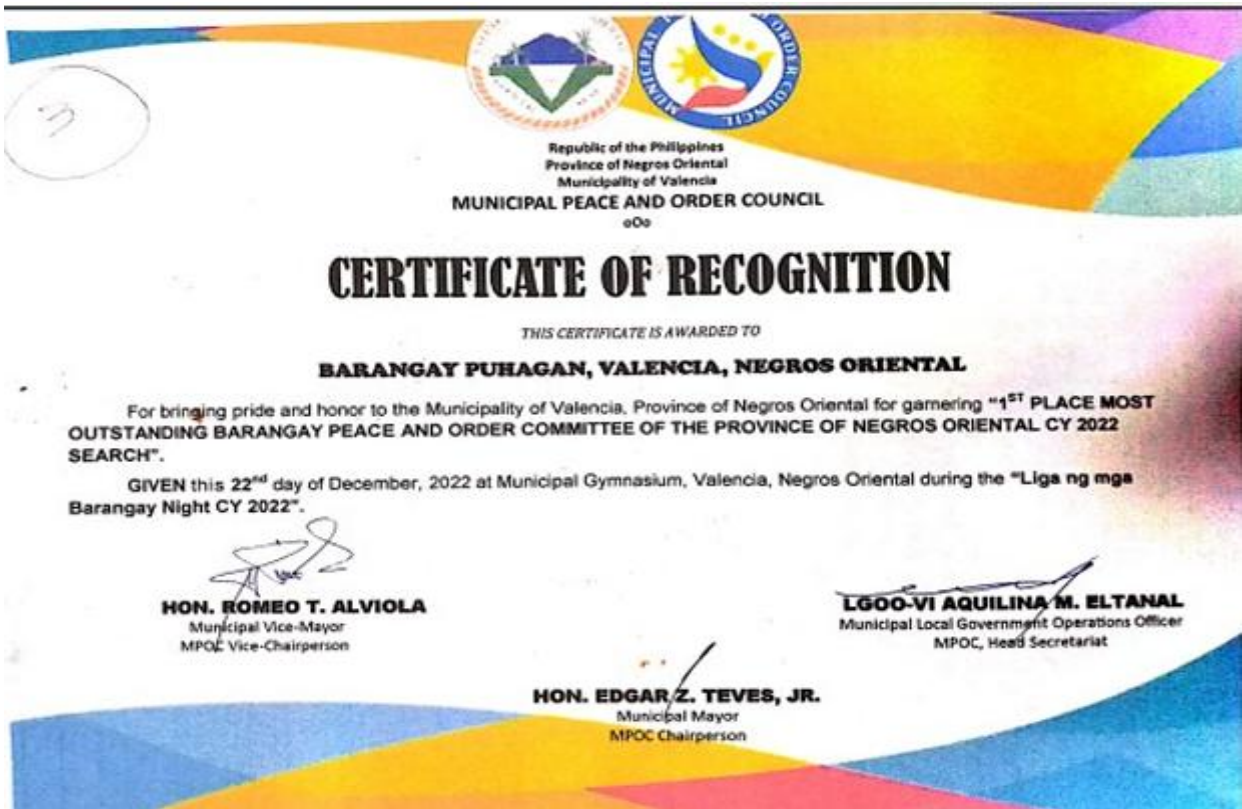 MUNICIPAL ORDER COUNCIL
Republic of the Philippines
Province of Negros Oriental
Municipality of Valencia
MUNICIPAL PEACE AND ORDER COUNCIL
oOo
CERTIFICATE OF RECOGNITION
THIS CERTIFICATE IS AWARDED TO
BARANGAY PUHAGAN, VALENCIA, NEGROS ORIENTAL
For bringing pride and honor to the Municipality of Valencia, Province of Negros Oriental for garnering "1ST PLACE MOST
OUTSTANDING BARANGAY PEACE AND ORDER COMMITTEE OF THE PROVINCE OF NEGROS ORIENTAL CY 2022
SEARCH".
GIVEN this 22nd day of December, 2022 at Municipal Gymnasium, Valencia, Negros Oriental during the "Liga ng mga
Barangay Night CY 2022".
HON. ROMEO T. ALVIOLA
Municipal Vice-Mayor
MPOC Vice-Chairperson
LGOO-VI AQUILINA M. ELTANAL
Municipal Local Government Operations Officer
MPOC, Head Secretariat
HON. EDGAR Z. TEVES, JR.
Municipal Mayor
MPOC Chairperson